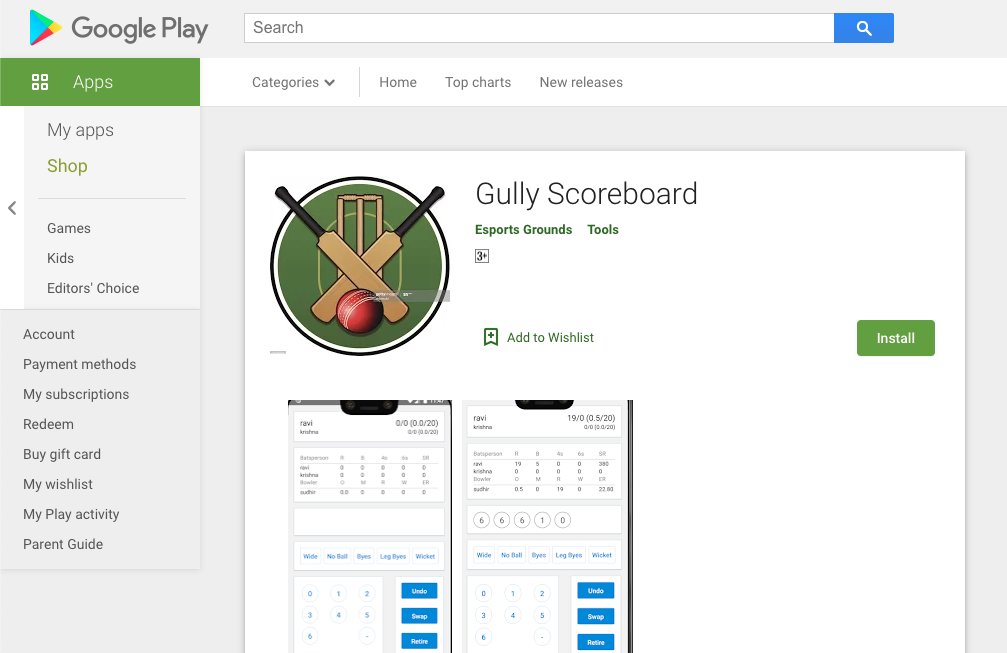 Google Play
Search
Apps
Categories
Home
Top charts
New releases
My apps
Shop
Games
Kids
Editors' Choice
Account
Payment methods
My subscriptions
Redeem
Buy gift card
My wishlist
My Play activity
Parent Guide
Gully Scoreboard
Esports Grounds Tools
3+
Add to Wishlist
Install
ravi 0/0 (0.0/20)
krishna 0/0 (0.0/20)
Batsperson R B 4s 6s SR
ravi 0 0 0 0 0
krishna 0 0 0 0 0
Bowler O M R W ER
sudhir 0.0 0 0 0 0
Wide No Ball Byes Leg Byes Wicket
0 1 2 Undo
3 4 5 Swap
6 - Retire
ravi 19/0 (0.5/20)
krishna 0/0 (0.0/20)
Batsperson R B 4s 6s SR
ravi 19 5 0 0 380
krishna 0 0 0 0 0
Bowler O M R W ER
sudhir 0.5 0 19 0 22.80
6 6 6 1 0
Wide No Ball Byes Leg Byes Wicket
0 1 2 Undo
3 4 5 Swap
6 - Retire